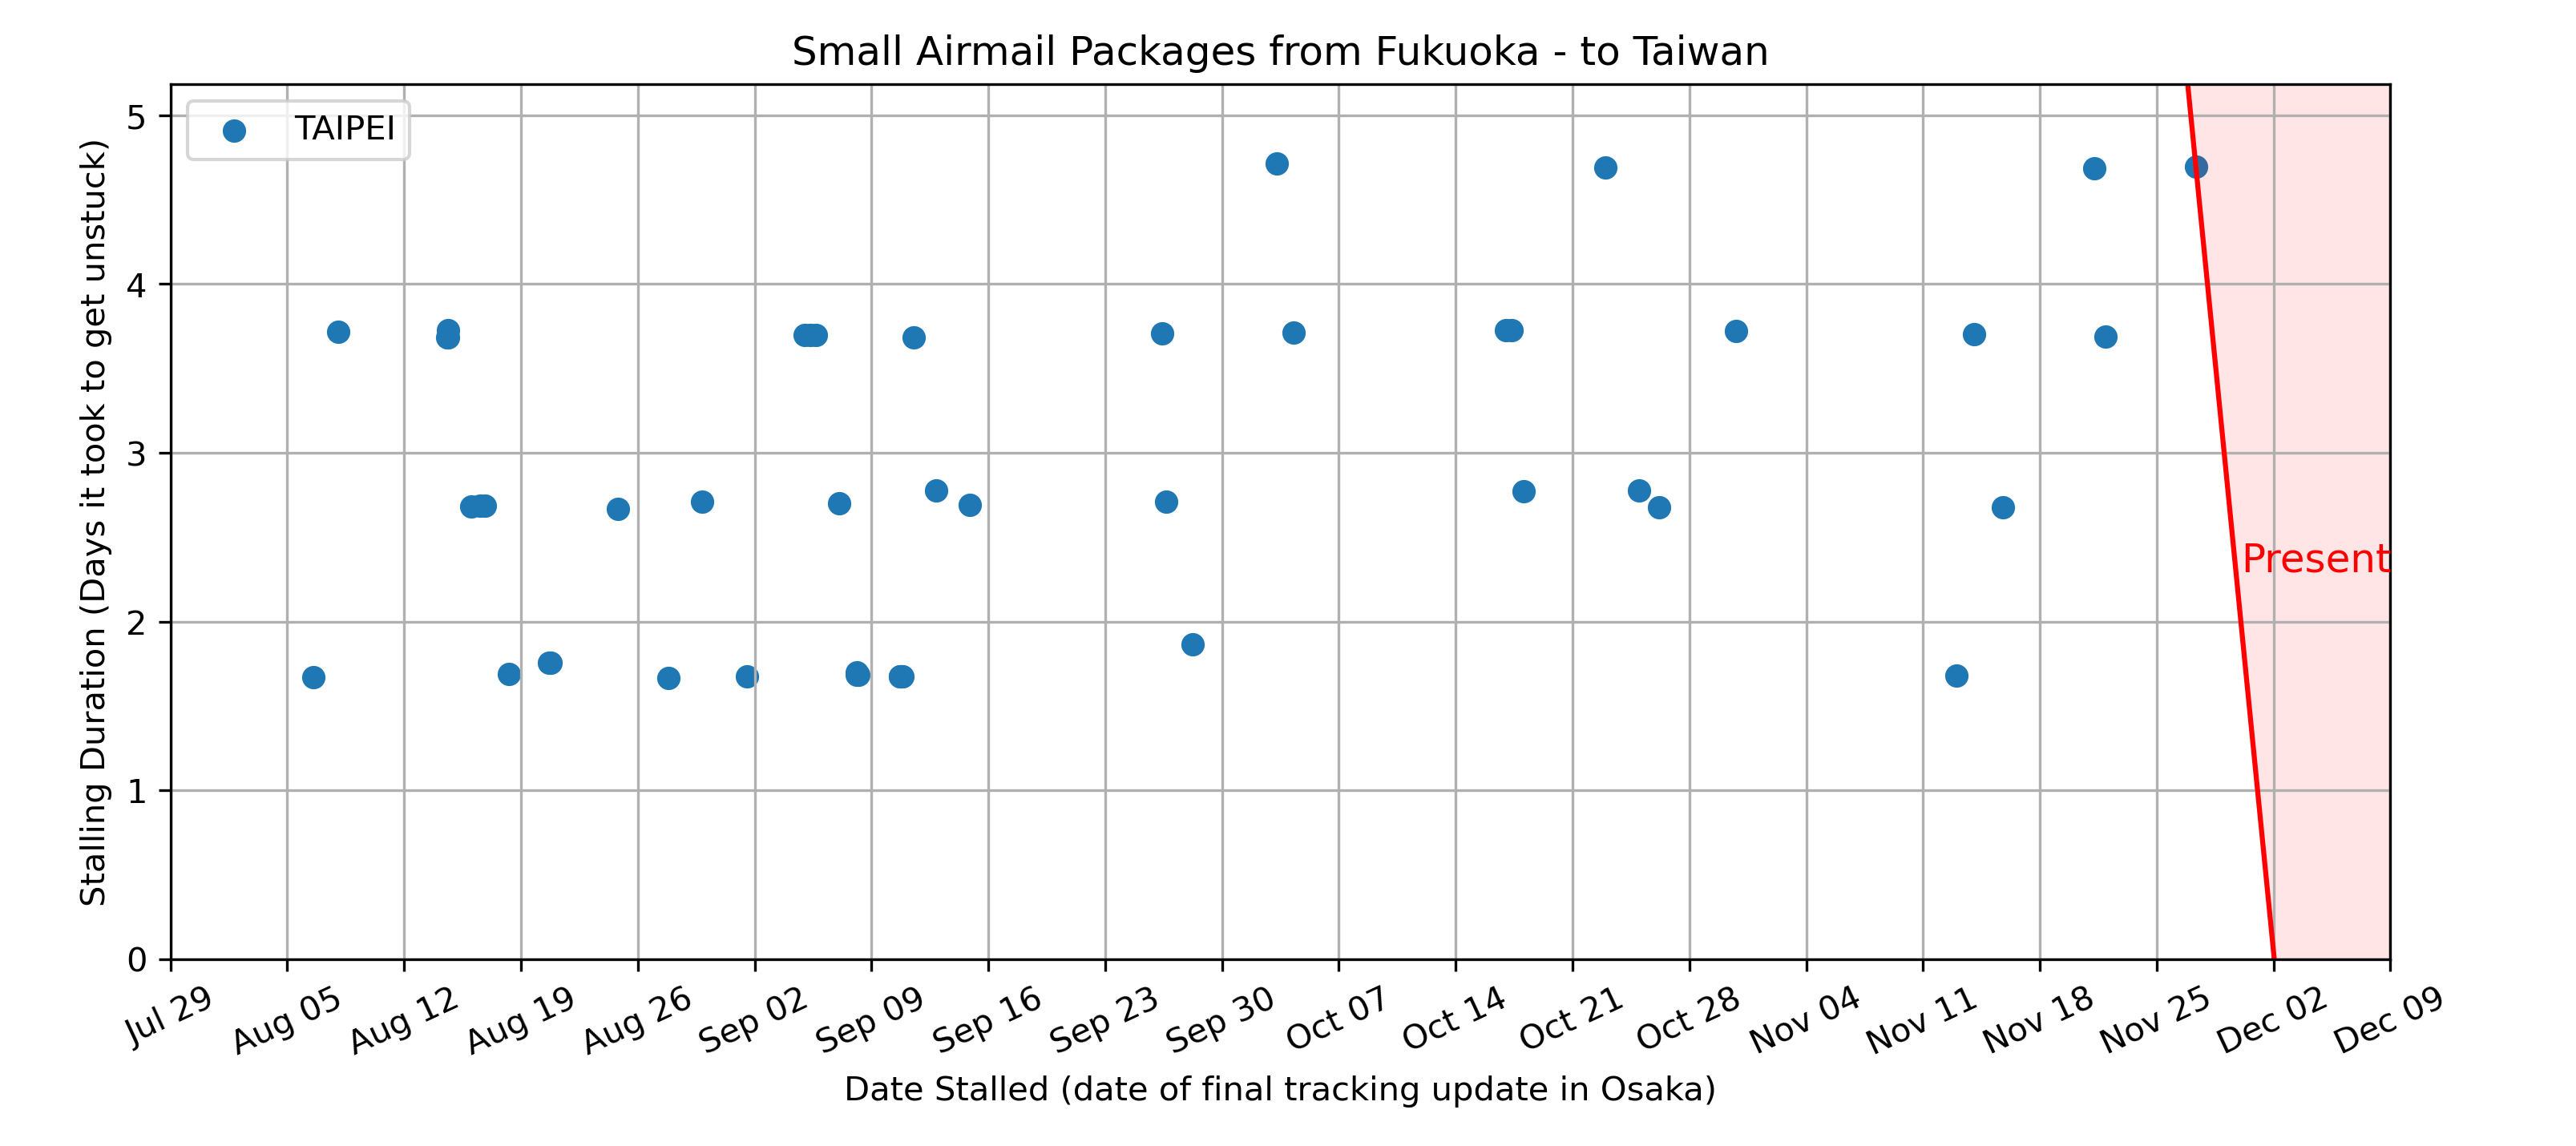 Small Airmail Packages from Fukuoka - to Taiwan
TAIPEI
Stalling Duration (Days it took to get unstuck)
5
4
3
2
1
0
Present
Jul 29
Aug 05
Aug 12
Aug 19
Aug 26
Sep 02
Sep 09
Sep 16
Sep 23
Sep 30
Oct 07
Oct 14
Oct 21
Oct 28
Nov 04
Nov 11
Nov 18
Nov 25
Dec 02
Dec 09
Date Stalled (date of final tracking update in Osaka)